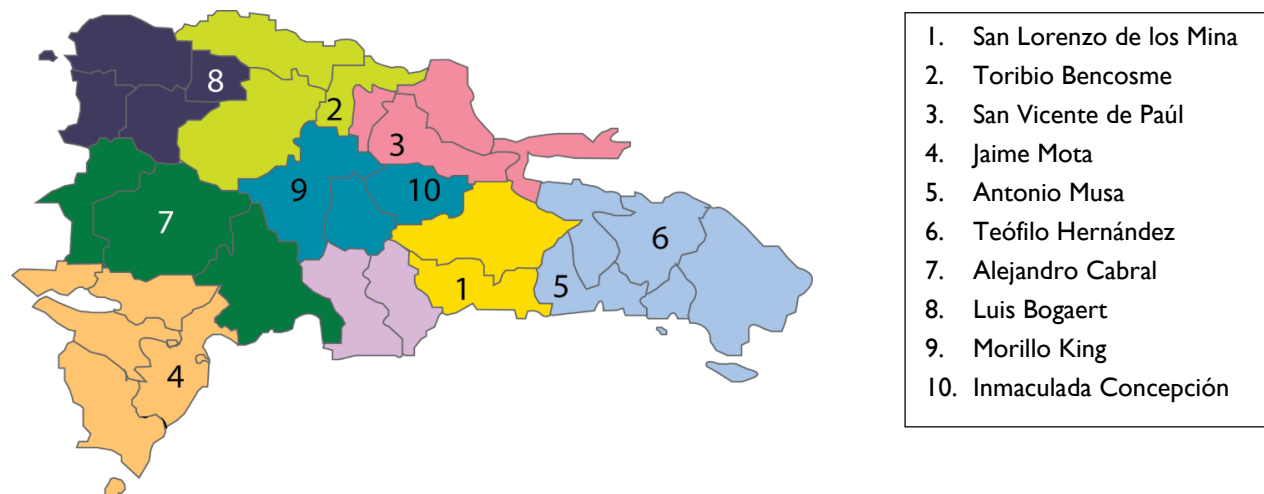 8
2
3
9
10
7
6
5
1
4
1. San Lorenzo de los Mina
2. Toribio Bencosme
3. San Vicente de Paúl
4. Jaime Mota
5. Antonio Musa
6. Teófilo Hernández
7. Alejandro Cabral
8. Luis Bogaert
9. Morillo King
10. Inmaculada Concepción